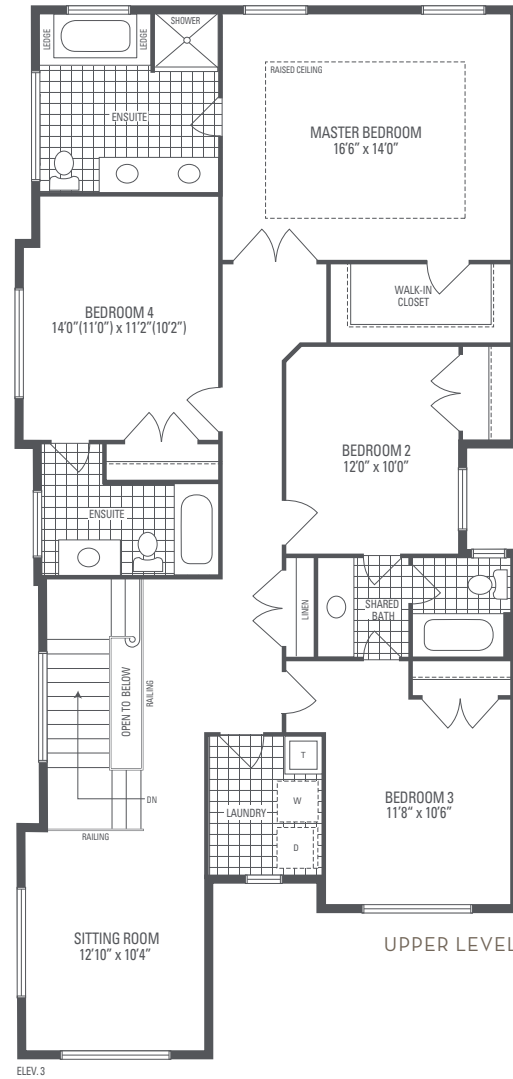 LEDGE
LEDGE
SHOWER
ENSUITE
RAISED CEILING
MASTER BEDROOM
16'6" x 14'0"
WALK-IN
CLOSET
BEDROOM 4
14'0"(11'0") x 11'2"(10'2")
BEDROOM 2
12'0" x 10'0"
ENSUITE
LINEN
SHARED
BATH
OPEN TO BELOW
RAILING
DN
RAILING
LAUNDRY
T
W
D
BEDROOM 3
11'8" x 10'6"
SITTING ROOM
12'10" x 10'4"
UPPER LEVEL
ELEV. 3